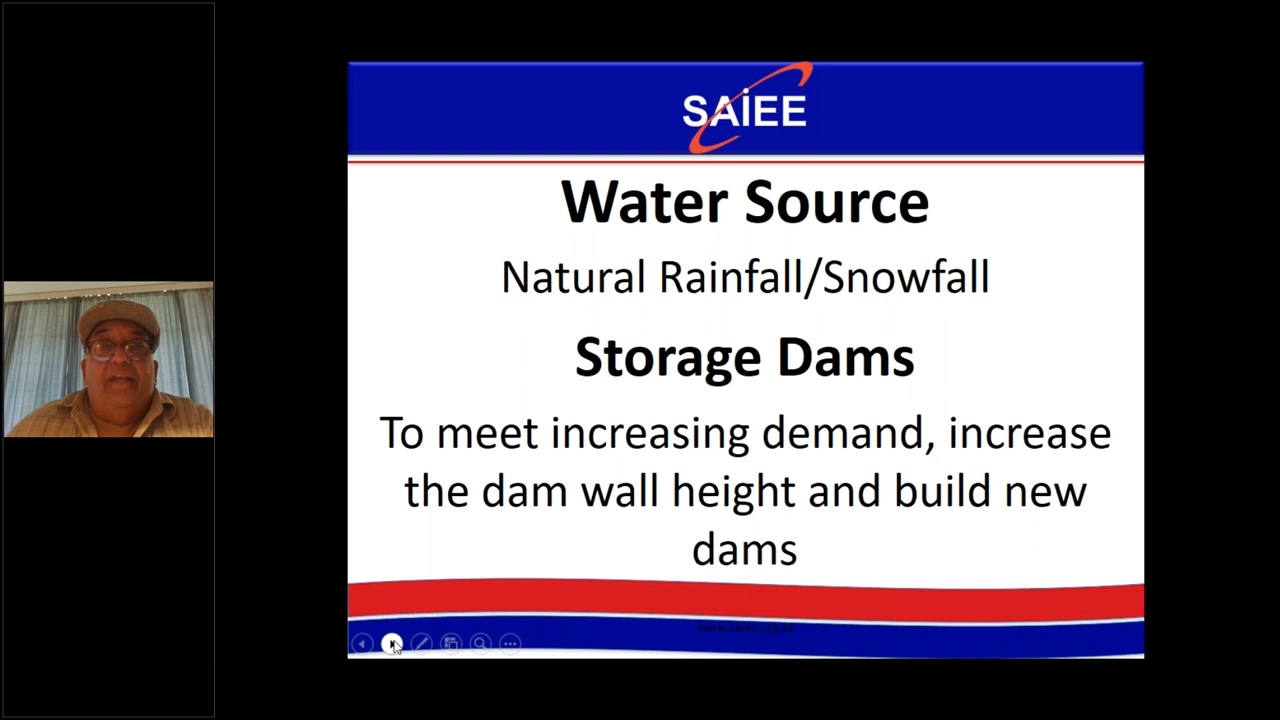 SAiEE
Water Source
Natural Rainfall/Snowfall
Storage Dams
To meet increasing demand, increase
the dam wall height and build new
dams